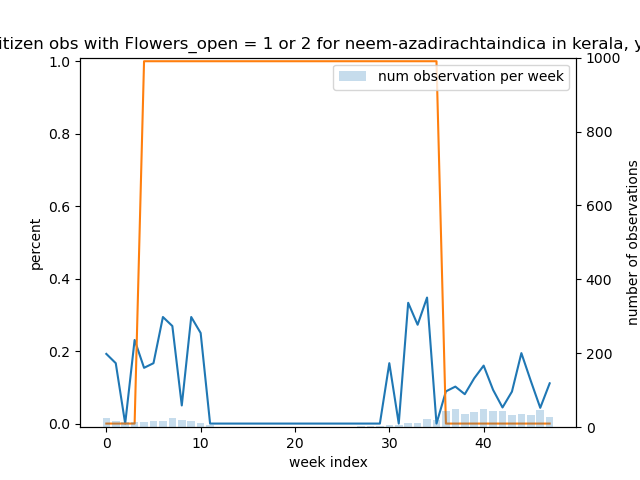 itizen obs with Flowers_open = 1 or 2 for neem-azadirachtaindica in kerala, y
num observation per week
percent
number of observations
1.0
0.8
0.6
0.4
0.2
0.0
1000
800
600
400
200
0
0 10 20 30 40
week index